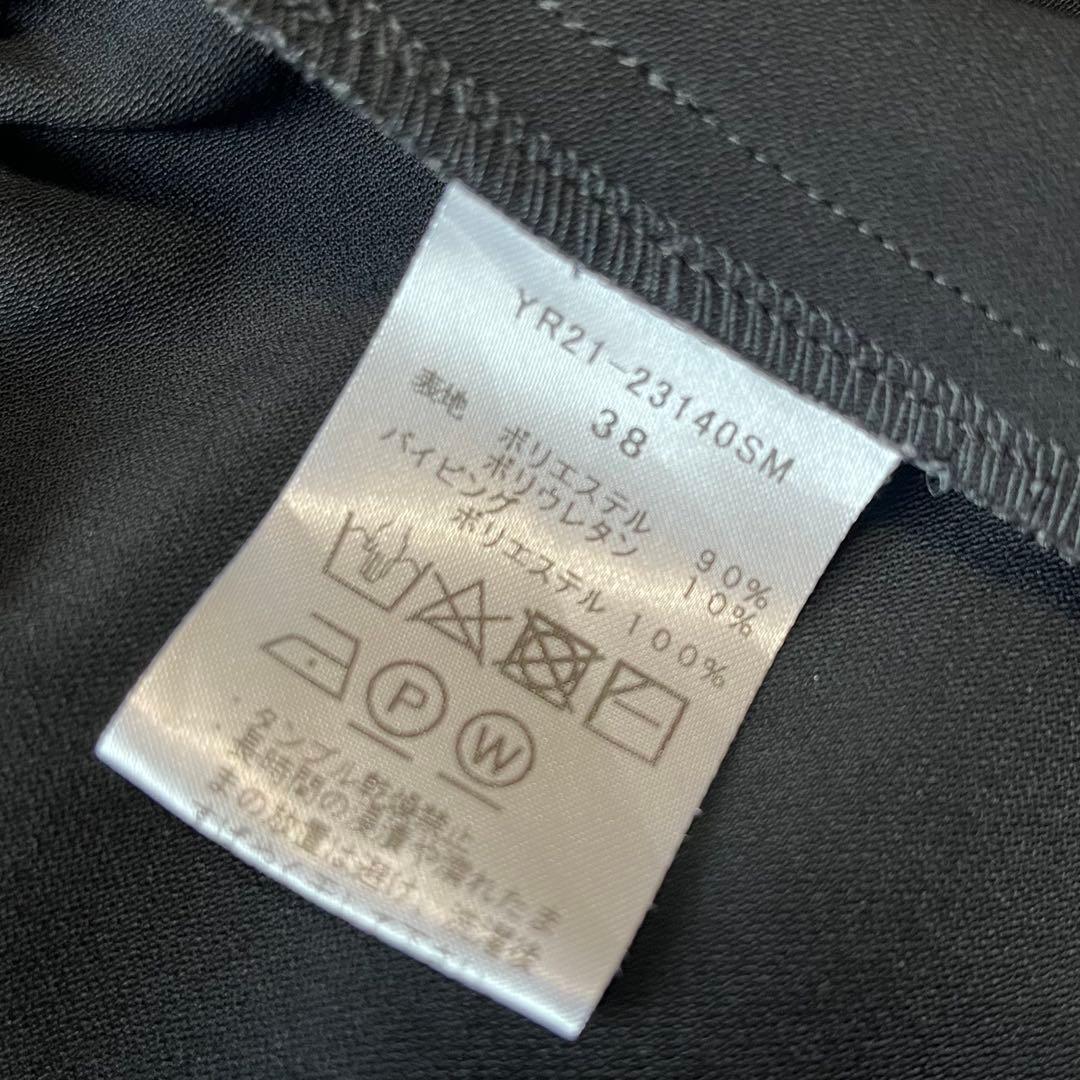 YR21-23140SM
38
表地 ポリエステル 90%
ポリウレタン 10%
パイピング
ポリエステル 100%
P W
タンブル乾燥禁止
長時間の浸漬や濡れたま
まの放置は避け、